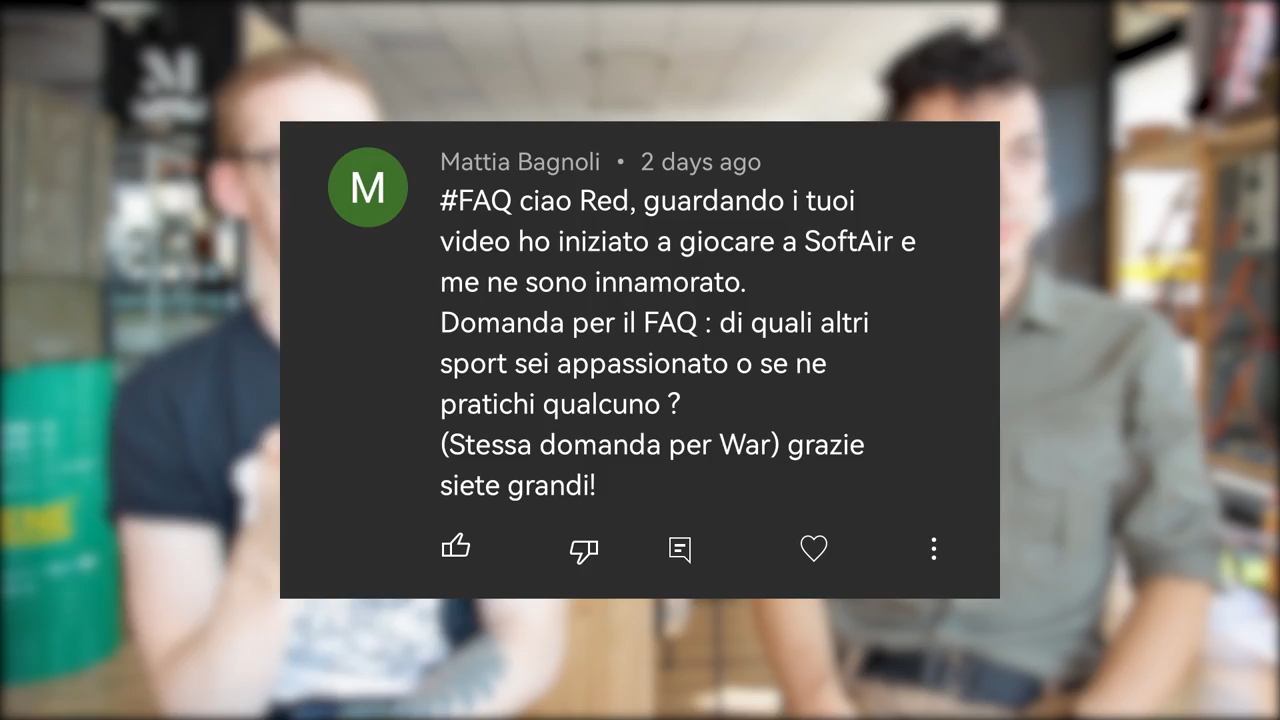 M
Mattia Bagnoli • 2 days ago
#FAQ ciao Red, guardando i tuoi
video ho iniziato a giocare a SoftAir e
me ne sono innamorato.
Domanda per il FAQ : di quali altri
sport sei appassionato o se ne
pratichi qualcuno ?
(Stessa domanda per War) grazie
siete grandi!